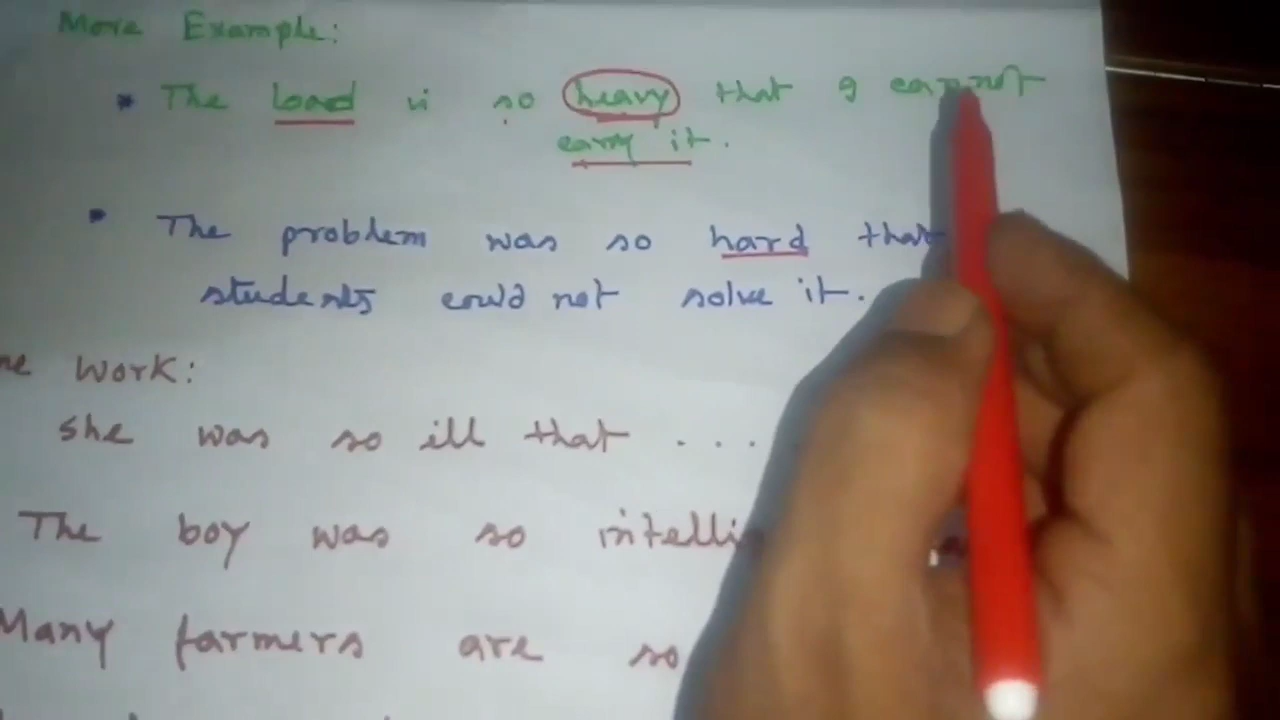 More Example:
The load is so heavy that I cannot
carry it.
The problem was so hard that
students could not solve it.
Work:
she was so ill that ...
The boy was so intelli
Many farmers are so